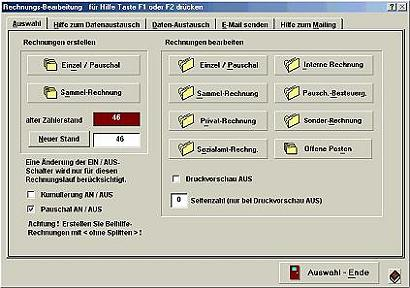 Rechnungs-Bearbeitung für Hilfe Taste F1 oder F2 drücken
Auswahl
Hilfe zum Datenaustausch
Daten-Austausch
E-Mail senden
Hilfe zum Mailing
Rechnungen erstellen
Einzel / Pauschal
Sammel-Rechnung
alter Zählerstand
46
Neuer Stand
46
Eine Änderung der EIN / AUS-
Schalter wird nur für diesen
Rechnungslauf berücksichtigt.
Kumulierung AN / AUS
Pauschal AN / AUS
Achtung ! Erstellen Sie Beihilfe-
Rechnungen mit < ohne Splitten > !
Rechnungen bearbeiten
Einzel / Pauschal
Interne Rechnung
Sammel-Rechnung
Pausch.-Besteuerg.
Privat-Rechnung
Sonder-Rechnung
Sozialamt-Rechng.
Offene Posten
Druckvorschau AUS
0
Seitenzahl (nur bei Druckvorschau AUS)
Auswahl - Ende